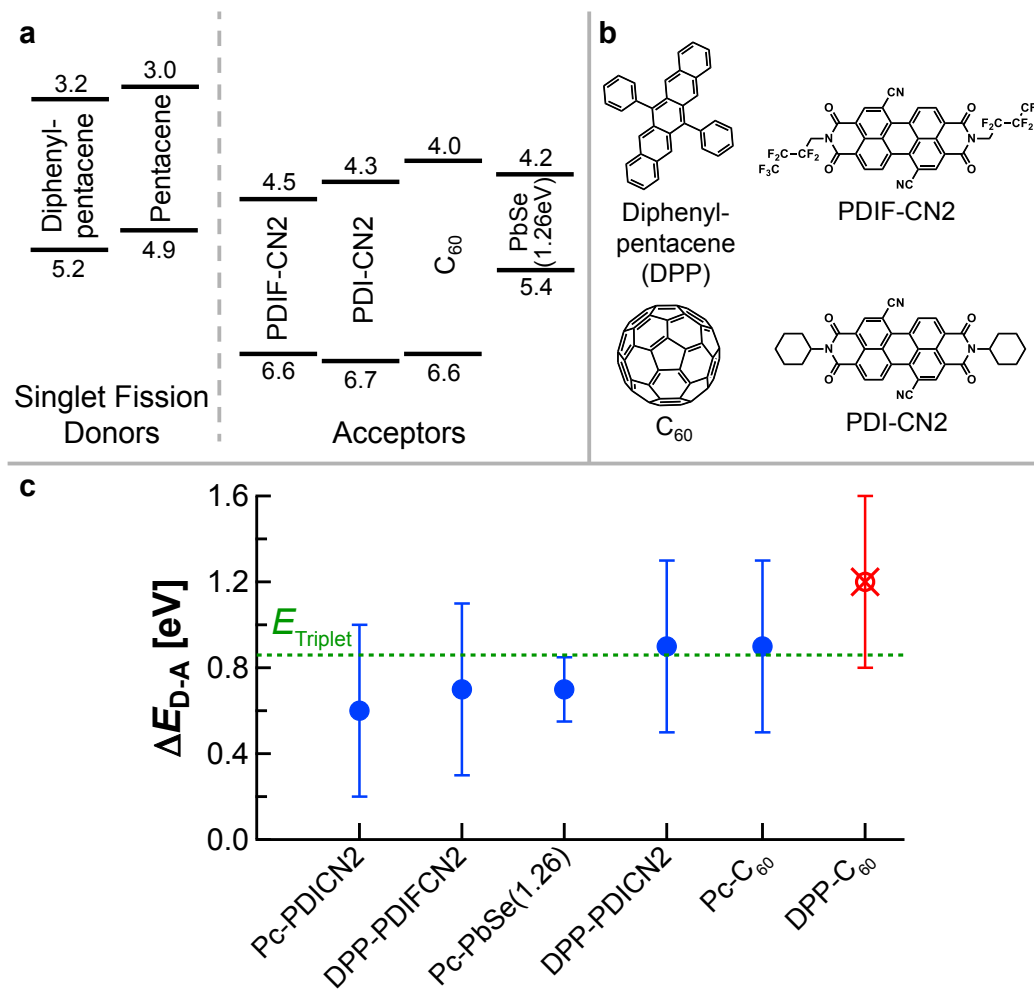 a
3.2
3.0
Diphenyl-
pentacene
Pentacene
5.2
4.9
4.5
4.3
4.0
4.2
PDIF-CN2
PDI-CN2
C₆₀
PbSe
(1.26eV)
5.4
6.6
6.7
6.6
Singlet Fission
Donors
Acceptors
b
Diphenyl-
pentacene
(DPP)
CN
O
O
N
N
O
O
CN
F₂C
CF₂
F₃C
F₂C
CF₂
PDIF-CN2
C₆₀
CN
O
O
N
N
O
O
NC
PDI-CN2
c
ΔE_D-A [eV]
1.6
1.2
0.8
0.4
0.0
E_Triplet
Pc-PDICN2
DPP-PDIFCN2
Pc-PbSe(1.26)
DPP-PDICN2
Pc-C₆₀
DPP-C₆₀